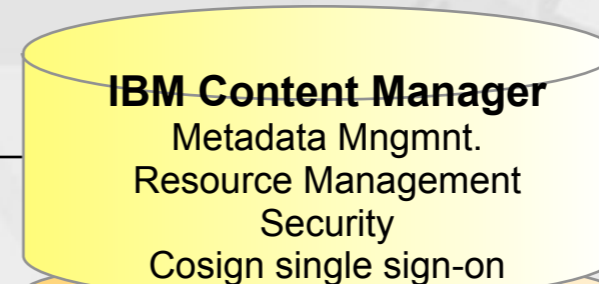 IBM Content Manager
Metadata Mngmnt.
Resource Management
Security
Cosign single sign-on